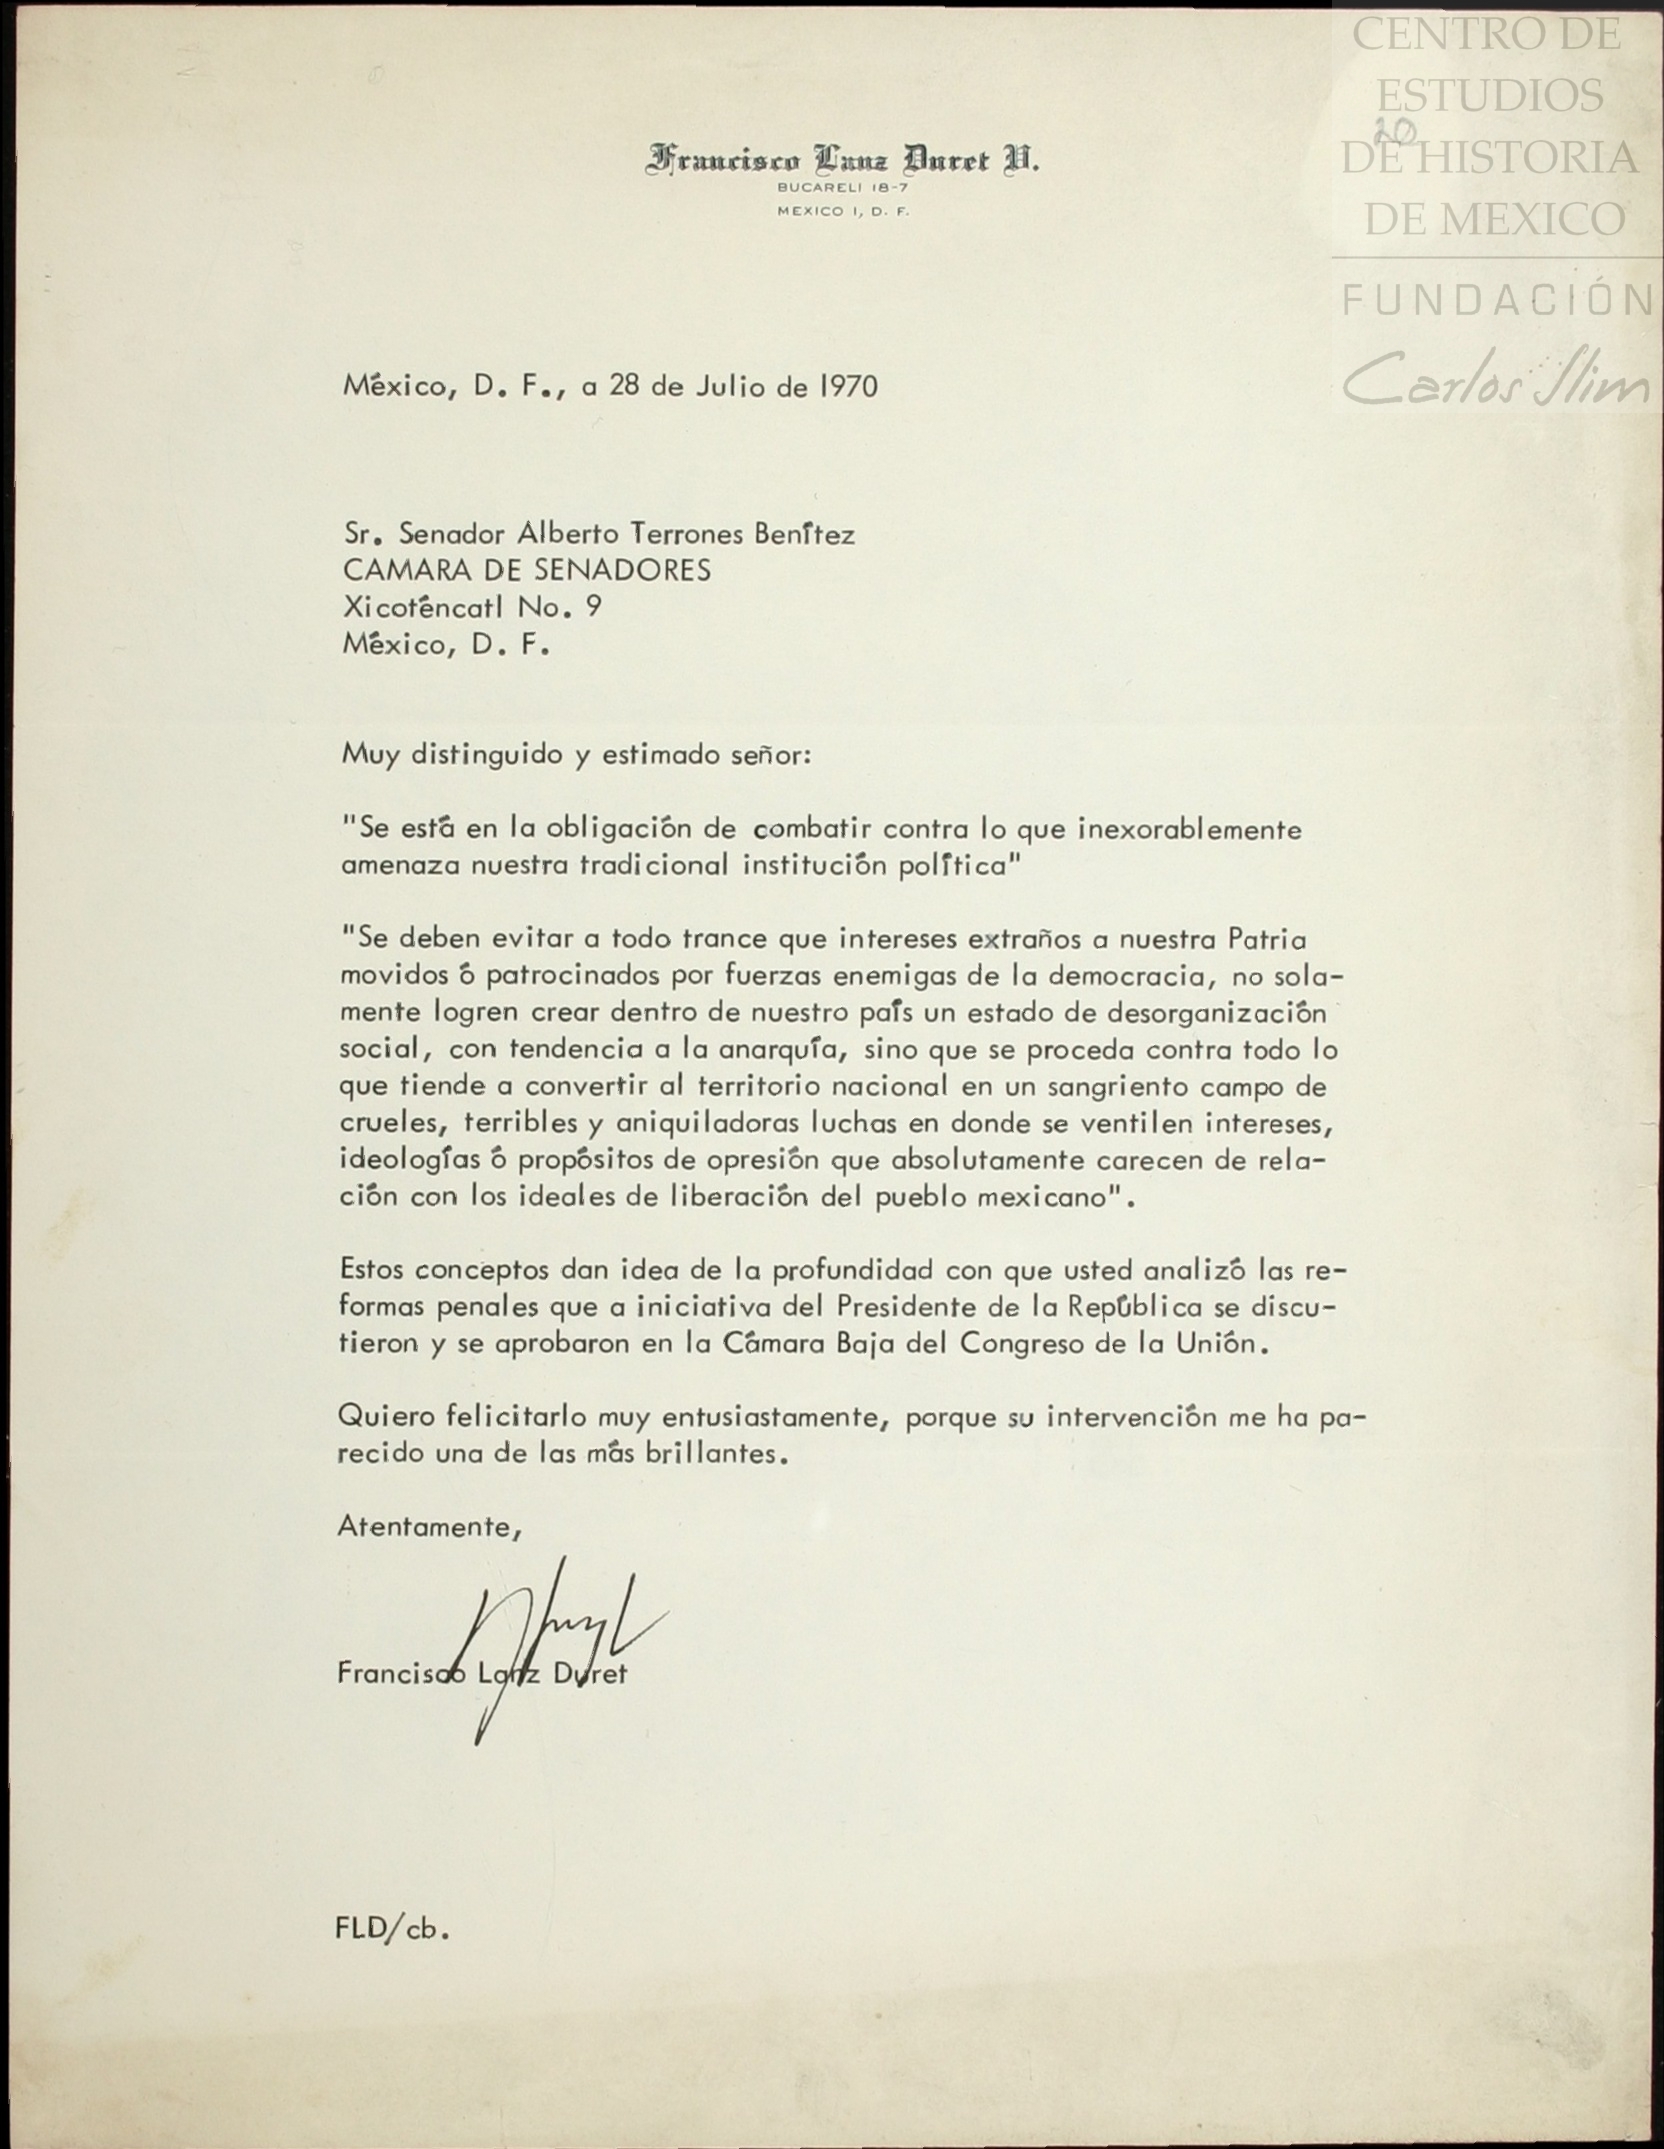 CENTRO DE
ESTUDIOS
DE HISTORIA
DE MEXICO
FUNDACIÓN
Carlos Slim
20
Francisco Lanz Duret V.
BUCARELI 18-7
MEXICO 1, D. F.
México, D. F., a 28 de Julio de 1970
Sr. Senador Alberto Terrones Benítez
CAMARA DE SENADORES
Xicoténcatl No. 9
México, D. F.
Muy distinguido y estimado señor:
"Se está en la obligación de combatir contra lo que inexorablemente
amenaza nuestra tradicional institución política"
"Se deben evitar a todo trance que intereses extraños a nuestra Patria
movidos ó patrocinados por fuerzas enemigas de la democracia, no sola-
mente logren crear dentro de nuestro país un estado de desorganización
social, con tendencia a la anarquía, sino que se proceda contra todo lo
que tiende a convertir al territorio nacional en un sangriento campo de
crueles, terribles y aniquiladoras luchas en donde se ventilen intereses,
ideologías ó propósitos de opresión que absolutamente carecen de rela-
ción con los ideales de liberación del pueblo mexicano".
Estos conceptos dan idea de la profundidad con que usted analizó las re-
formas penales que a iniciativa del Presidente de la República se discu-
tieron y se aprobaron en la Cámara Baja del Congreso de la Unión.
Quiero felicitarlo muy entusiastamente, porque su intervención me ha pa-
recido una de las más brillantes.
Atentamente,
Francisco Lanz Duret
FLD/cb.